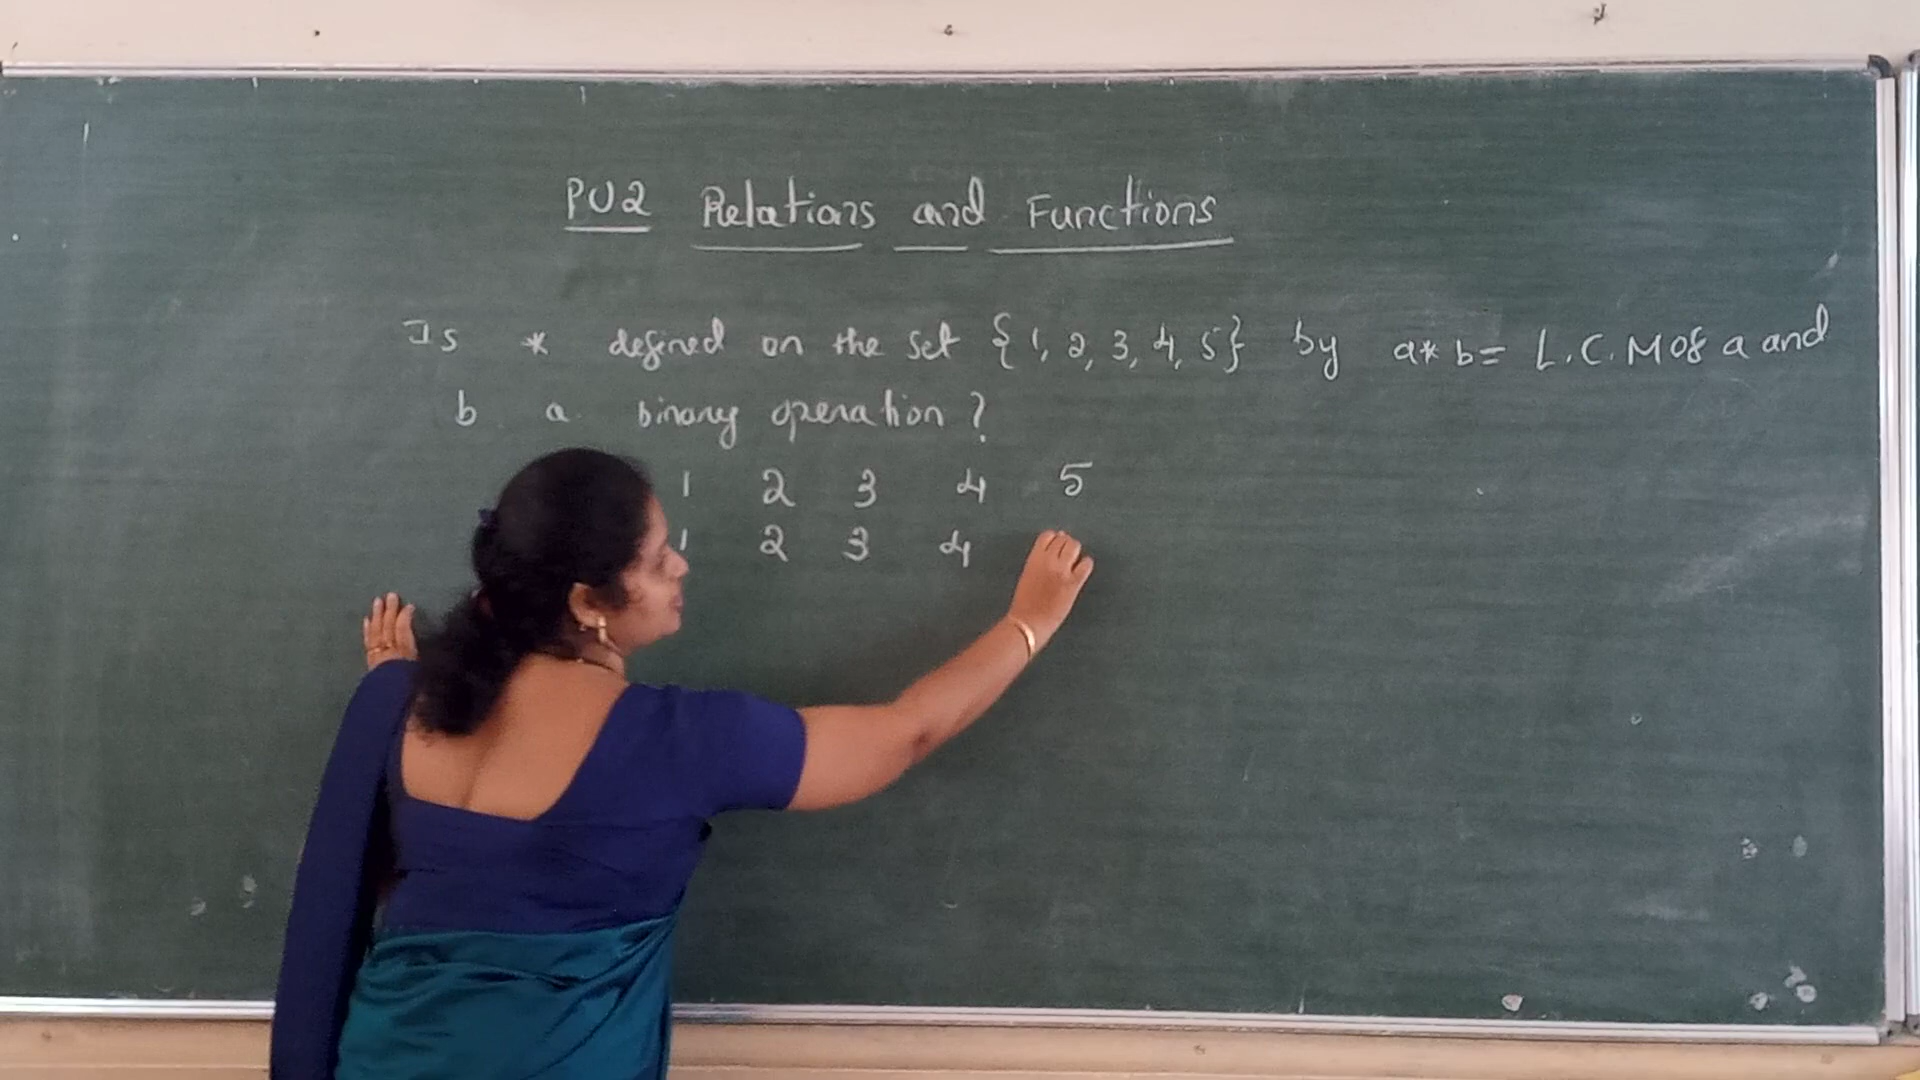 PU2 Relations and Functions
Is * defined on the set {1, 2, 3, 4, 5} by a * b = L.C.M of a and
b a binary operation?
1 2 3 4 5
1 2 3 4